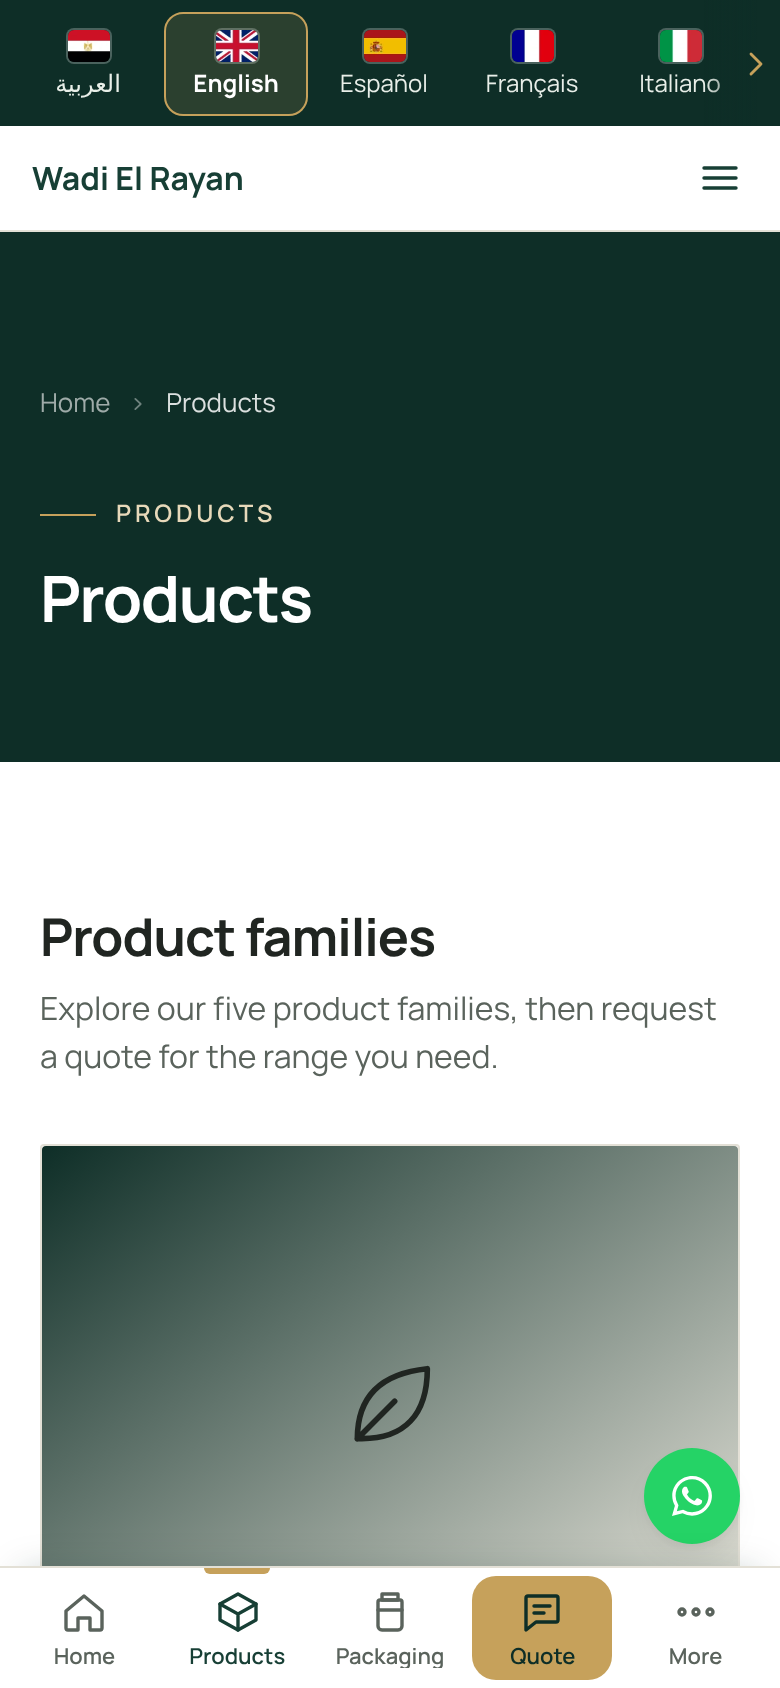 العربية
English
Español
Français
Italiano
Wadi El Rayan
Home > Products
PRODUCTS
Products
Product families
Explore our five product families, then request
a quote for the range you need.
Home
Products
Packaging
Quote
More